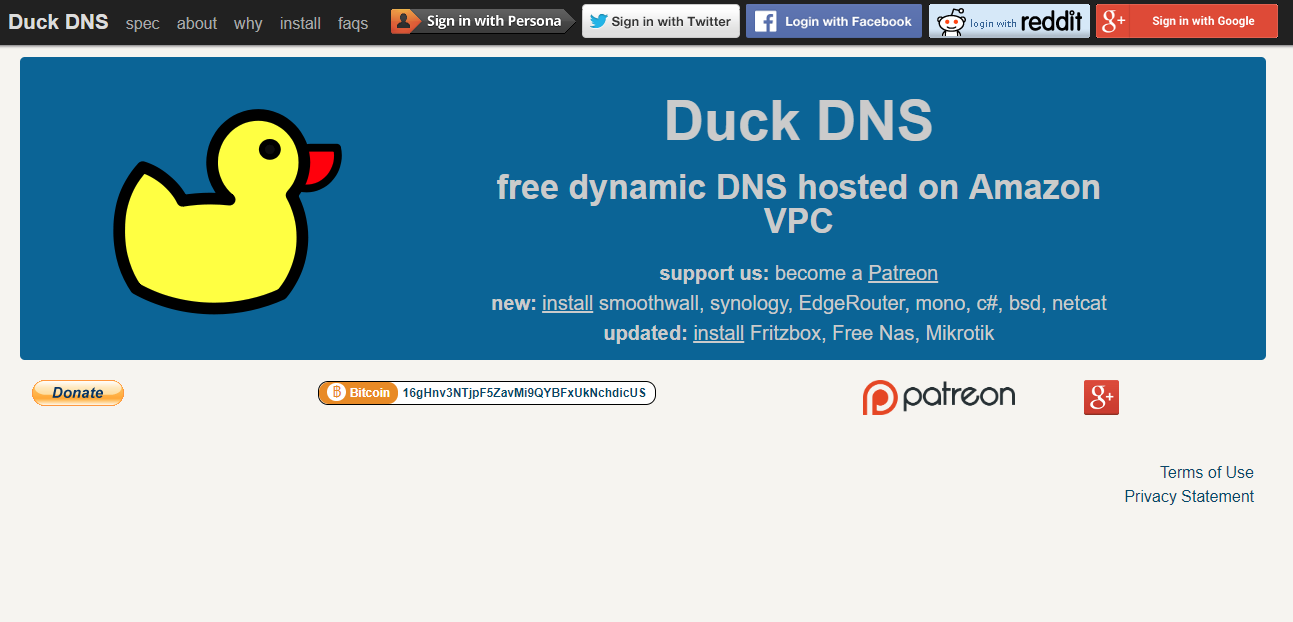 Duck DNS spec about why install faqs Sign in with Persona Sign in with Twitter Login with Facebook login with reddit g+ Sign in with Google
Duck DNS
free dynamic DNS hosted on Amazon
VPC
support us: become a Patreon
new: install smoothwall, synology, EdgeRouter, mono, c#, bsd, netcat
updated: install Fritzbox, Free Nas, Mikrotik
Donate Bitcoin 16gHnv3NTjpF5ZavMi9QYBFxUkNchdicUS patreon g+
Terms of Use
Privacy Statement